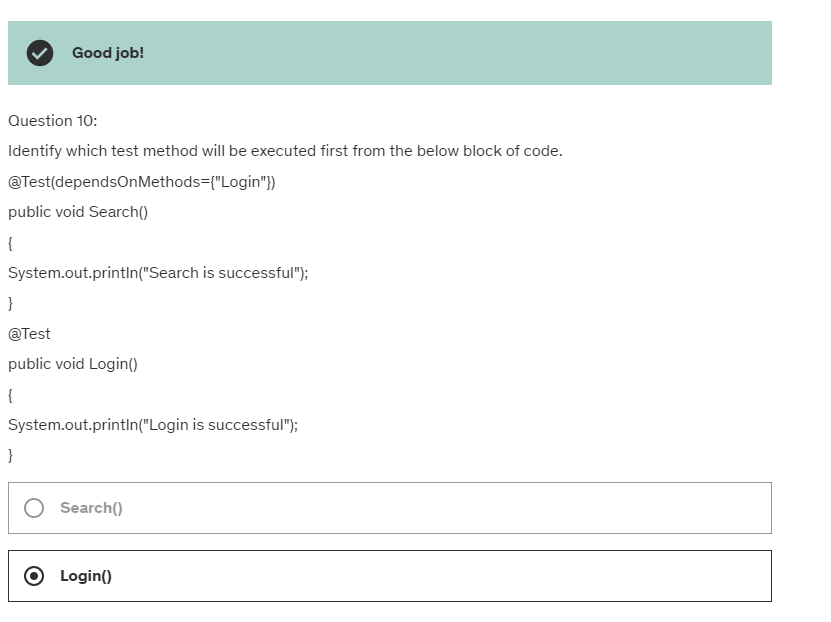 Good job!
Question 10:
Identify which test method will be executed first from the below block of code.
@Test(dependsOnMethods={"Login"})
public void Search()
{
System.out.println("Search is successful");
}
@Test
public void Login()
{
System.out.println("Login is successful");
}
Search()
Login()